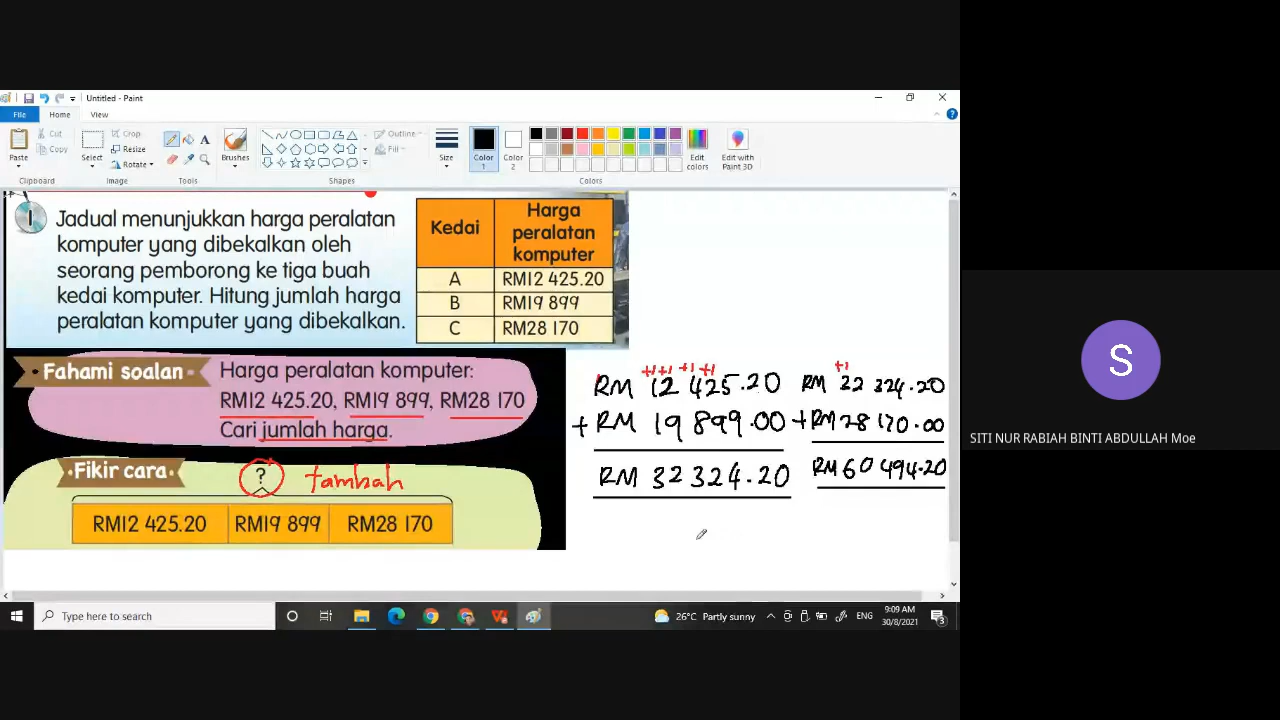 Untitled - Paint
File Home View
Paste
Cut
Copy
Clipboard
Select
Crop
Resize
Rotate
Image
Tools
Brushes
Shapes
Outline
Fill
Size
Color 1
Color 2
Edit colors
Edit with Paint 3D
Colors
1
Jadual menunjukkan harga peralatan
komputer yang dibekalkan oleh
seorang pemborong ke tiga buah
kedai komputer. Hitung jumlah harga
peralatan komputer yang dibekalkan.
Kedai Harga peralatan komputer
A RM12 425.20
B RM19 899
C RM28 170
Fahami soalan
Harga peralatan komputer:
RM12 425.20, RM19 899, RM28 170
Cari jumlah harga.
Fikir cara
? tambah
RM12 425.20 RM19 899 RM28 170
+1 +1 +1 +1
RM 12 425.20
+ RM 19 899.00
RM 32 324.20
+1
RM 32 324.20
+ RM 28 170.00
RM 60 494.20
S
SITI NUR RABIAH BINTI ABDULLAH Moe
Type here to search
26°C Partly sunny
ENG
9:09 AM
30/8/2021
3